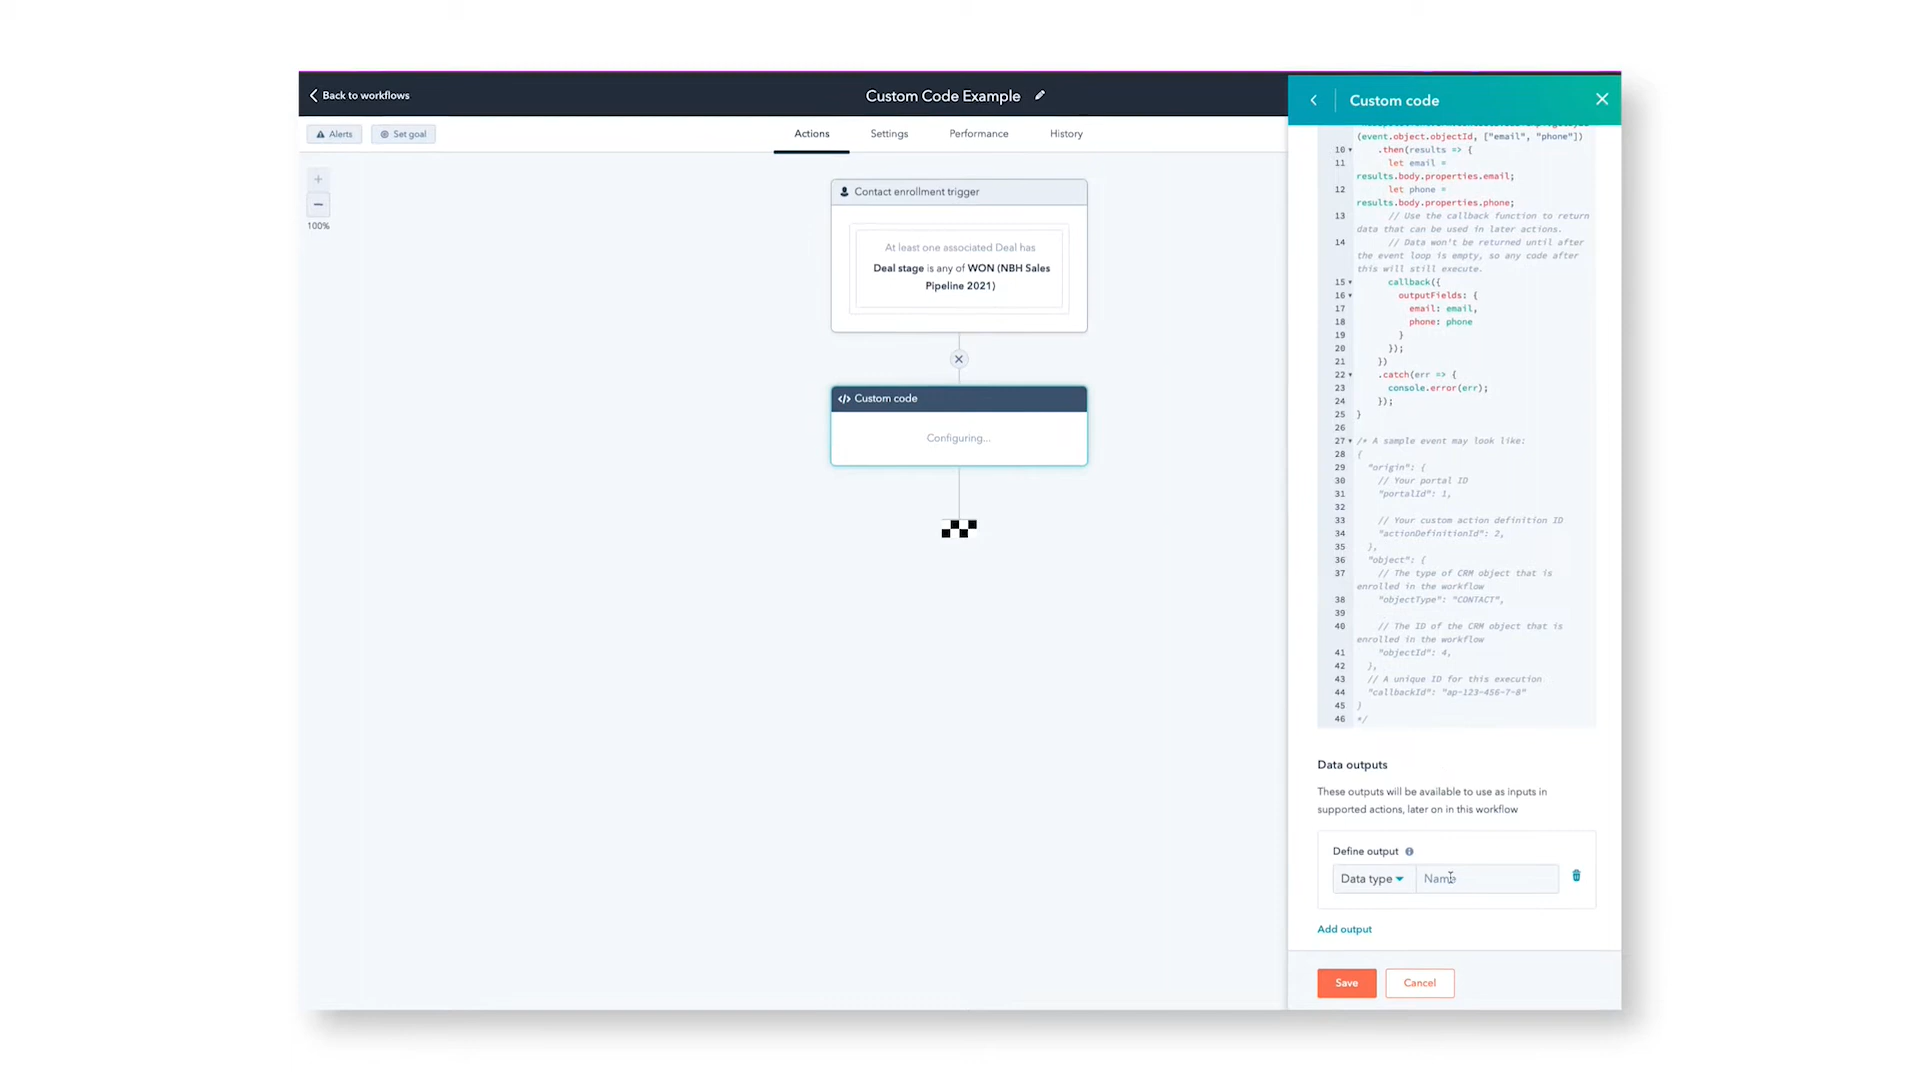 Back to workflows
Custom Code Example
Custom code
Alerts
Set goal
Actions
Settings
Performance
History
100%
Contact enrollment trigger
At least one associated Deal has
Deal stage is any of WON (NBH Sales
Pipeline 2021)
Custom code
Configuring...
(event.object.objectId, ["email", "phone"])
10 .then(results => {
11 let email =
results.body.properties.email;
12 let phone =
results.body.properties.phone;
13 // Use the callback function to return
data that can be used in later actions.
14 // Data won't be returned until after
the event loop is empty, so any code after
this will still execute.
15 callback({
16 outputFields: {
17 email: email,
18 phone: phone
19 }
20 });
21 })
22 .catch(err => {
23 console.error(err);
24 });
25 }
26
27 /* A sample event may look like:
28 {
29 "origin": {
30 // Your portal ID
31 "portalId": 1,
32
33 // Your custom action definition ID
34 "actionDefinitionId": 2,
35 },
36 "object": {
37 // The type of CRM object that is
enrolled in the workflow
38 "objectType": "CONTACT",
39
40 // The ID of the CRM object that is
enrolled in the workflow
41 "objectId": 4,
42 },
43 // A unique ID for this execution
44 "callbackId": "ap-123-456-7-8"
45 }
46 */
Data outputs
These outputs will be available to use as inputs in
supported actions, later on in this workflow
Define output
Data type
Name
Add output
Save
Cancel